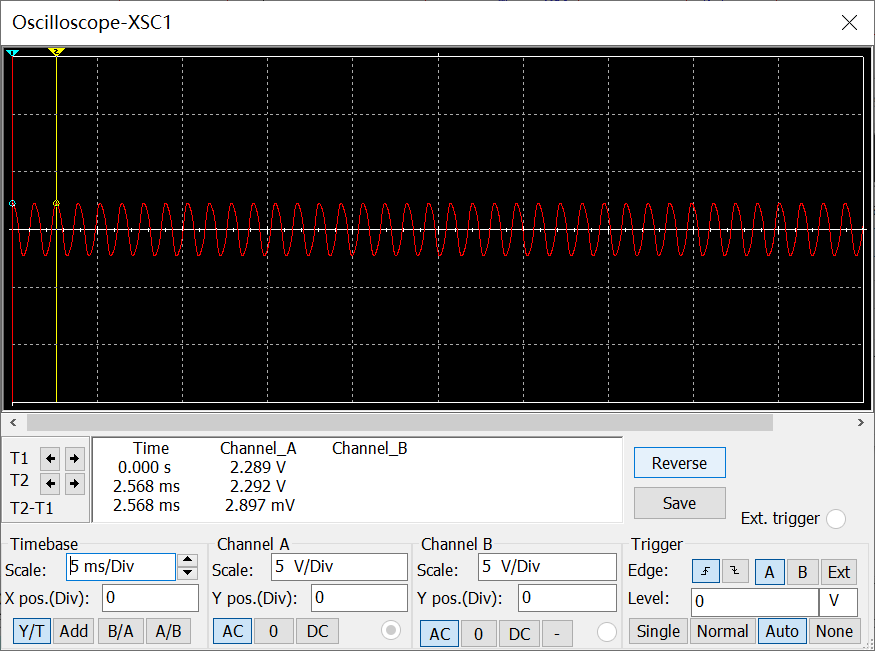 Oscilloscope-XSC1
1 2
T1
T2
T2-T1
Time Channel_A Channel_B
0.000 s 2.289 V
2.568 ms 2.292 V
2.568 ms 2.897 mV
Reverse
Save
Ext. trigger
Timebase
Scale: 5 ms/Div
X pos.(Div): 0
Y/T Add B/A A/B
Channel A
Scale: 5 V/Div
Y pos.(Div): 0
AC 0 DC
Channel B
Scale: 5 V/Div
Y pos.(Div): 0
AC 0 DC -
Trigger
Edge: A B Ext
Level: 0 V
Single Normal Auto None